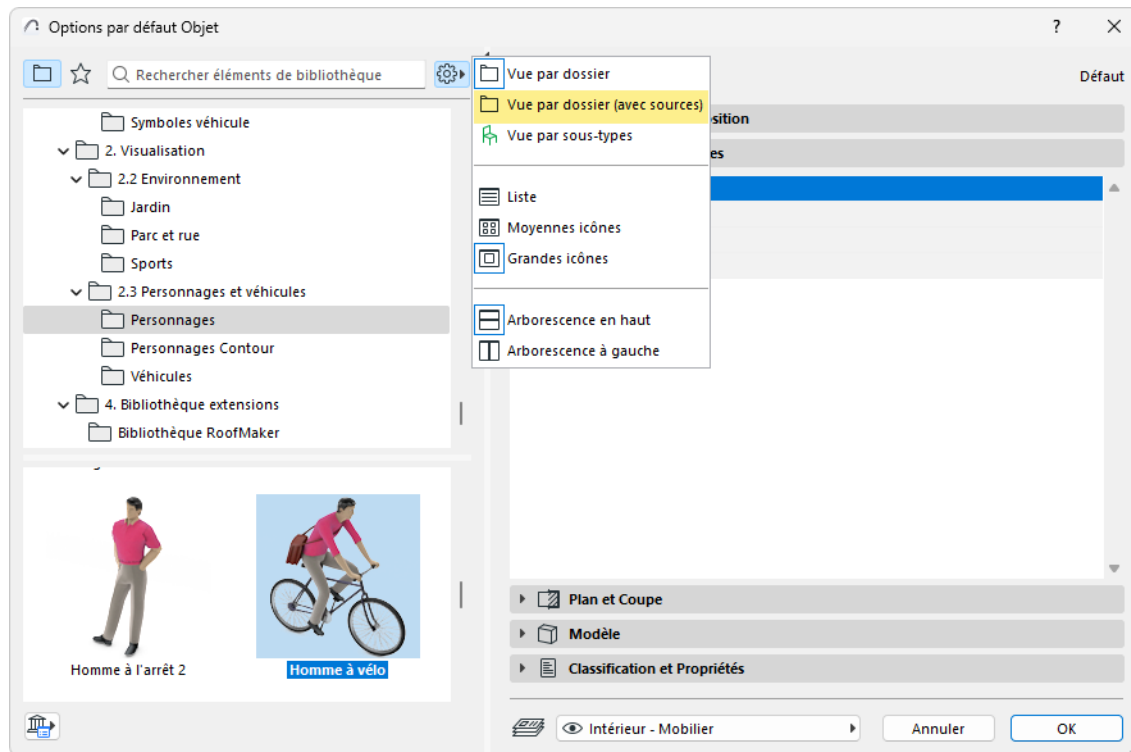 Options par défaut Objet
?
Rechercher éléments de bibliothèque
Défaut
Vue par dossier
Vue par dossier (avec sources)
Vue par sous-types
Liste
Moyennes icônes
Grandes icônes
Arborescence en haut
Arborescence à gauche
sition
es
Symboles véhicule
2. Visualisation
2.2 Environnement
Jardin
Parc et rue
Sports
2.3 Personnages et véhicules
Personnages
Personnages Contour
Véhicules
4. Bibliothèque extensions
Bibliothèque RoofMaker
Homme à l'arrêt 2
Homme à vélo
Plan et Coupe
Modèle
Classification et Propriétés
Intérieur - Mobilier
Annuler
OK